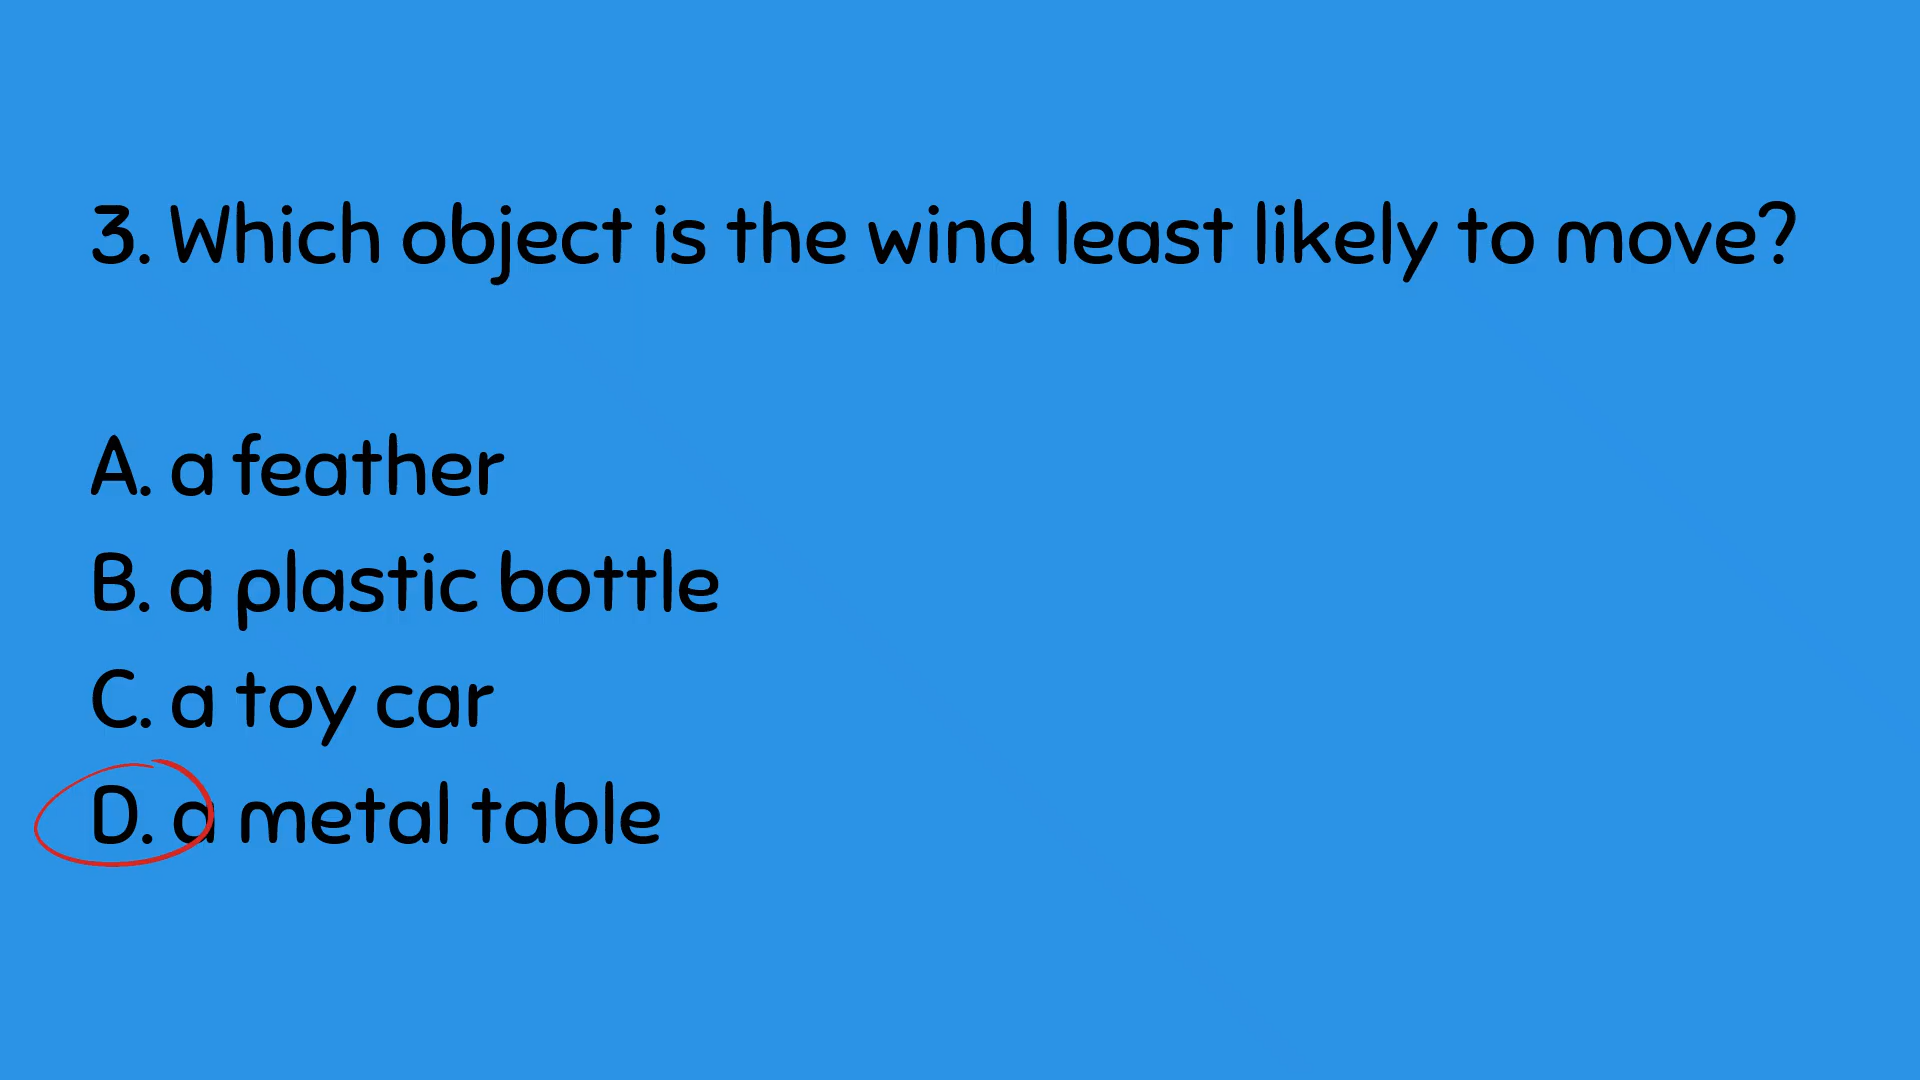 3. Which object is the wind least likely to move?
A. a feather
B. a plastic bottle
C. a toy car
D. a metal table